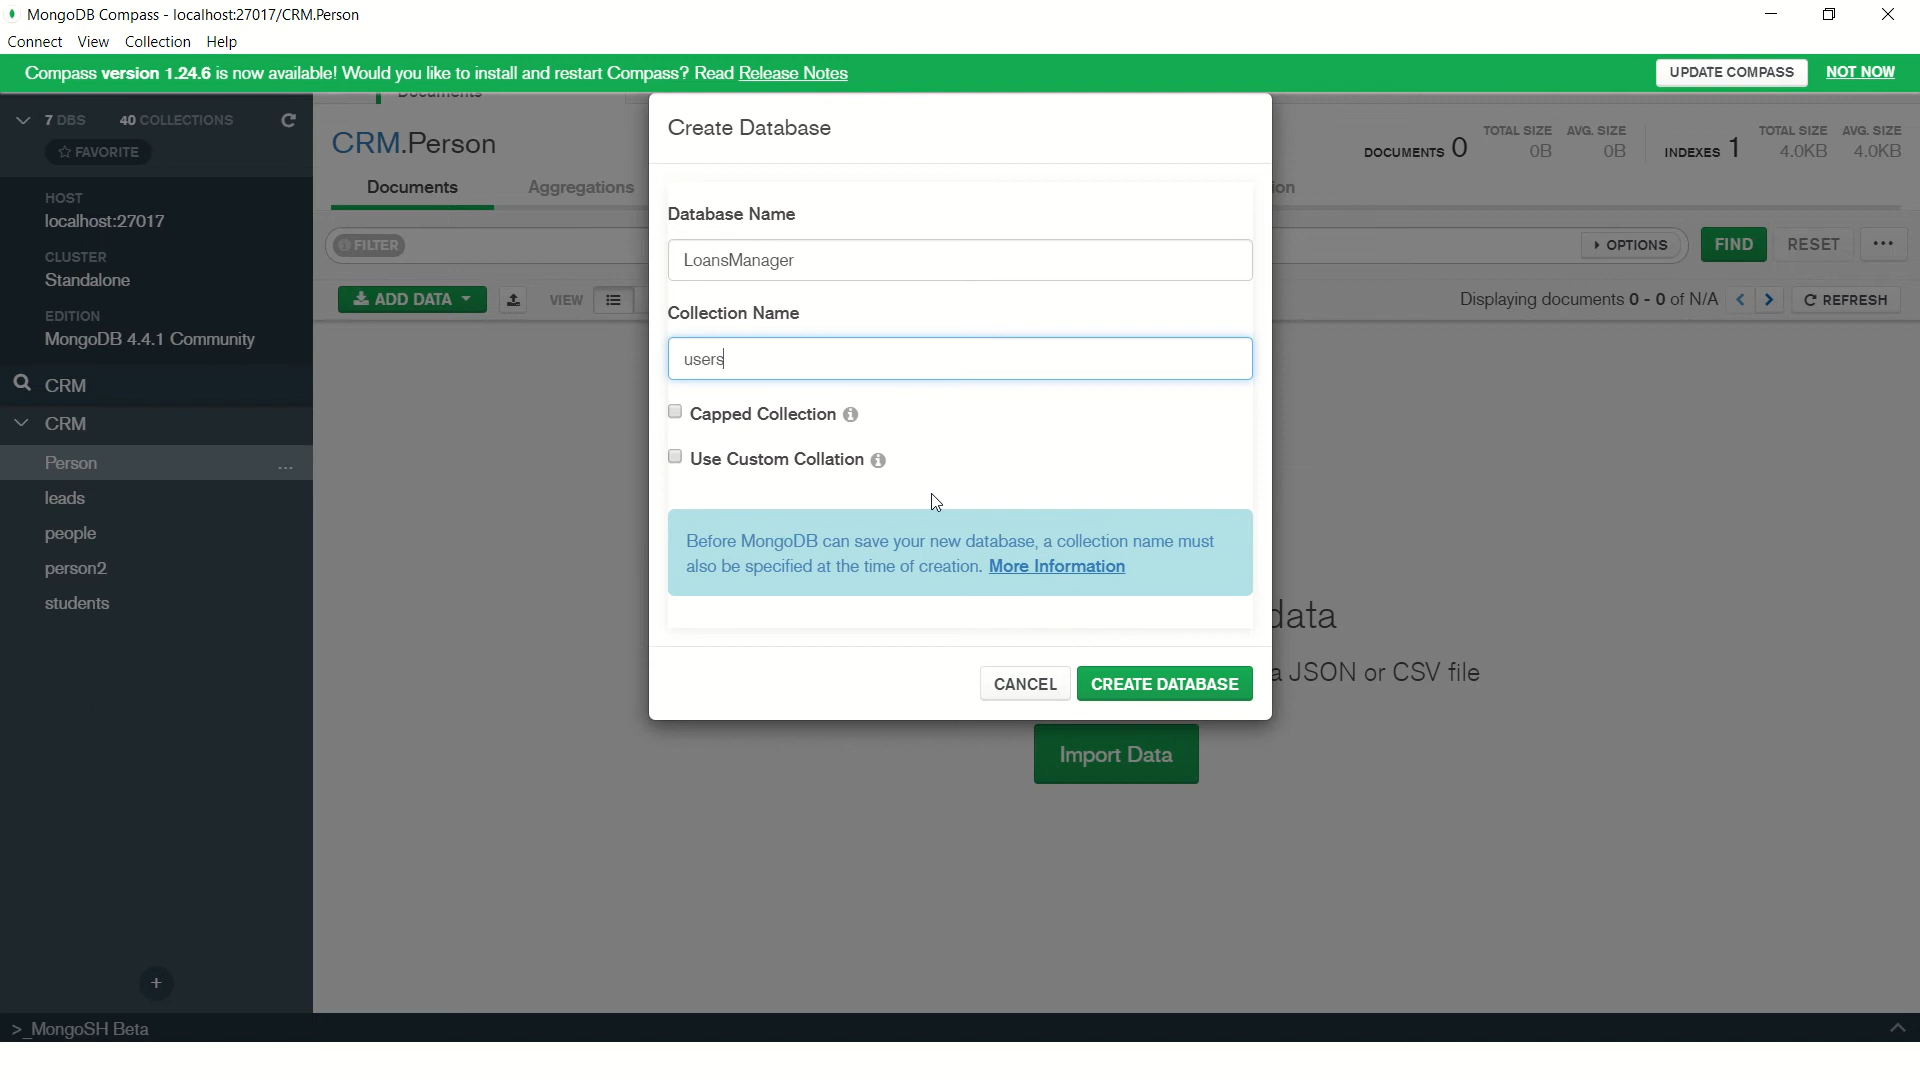 MongoDB Compass - localhost:27017/CRM.Person
Connect View Collection Help
Compass version 1.24.6 is now available! Would you like to install and restart Compass? Read Release Notes
UPDATE COMPASS NOT NOW
7 DBS 40 COLLECTIONS
FAVORITE
HOST
localhost:27017
CLUSTER
Standalone
EDITION
MongoDB 4.4.1 Community
CRM
CRM
Person ...
leads
people
person2
students
+
>_MongoSH Beta
Documents
CRM.Person
DOCUMENTS 0 TOTAL SIZE 0B AVG. SIZE 0B INDEXES 1 TOTAL SIZE 4.0KB AVG. SIZE 4.0KB
Documents Aggregations ion
FILTER OPTIONS FIND RESET ...
ADD DATA VIEW Displaying documents 0 - 0 of N/A REFRESH
Create Database
Database Name
LoansManager
Collection Name
users
Capped Collection
Use Custom Collation
Before MongoDB can save your new database, a collection name must
also be specified at the time of creation. More Information
CANCEL CREATE DATABASE
data
a JSON or CSV file
Import Data